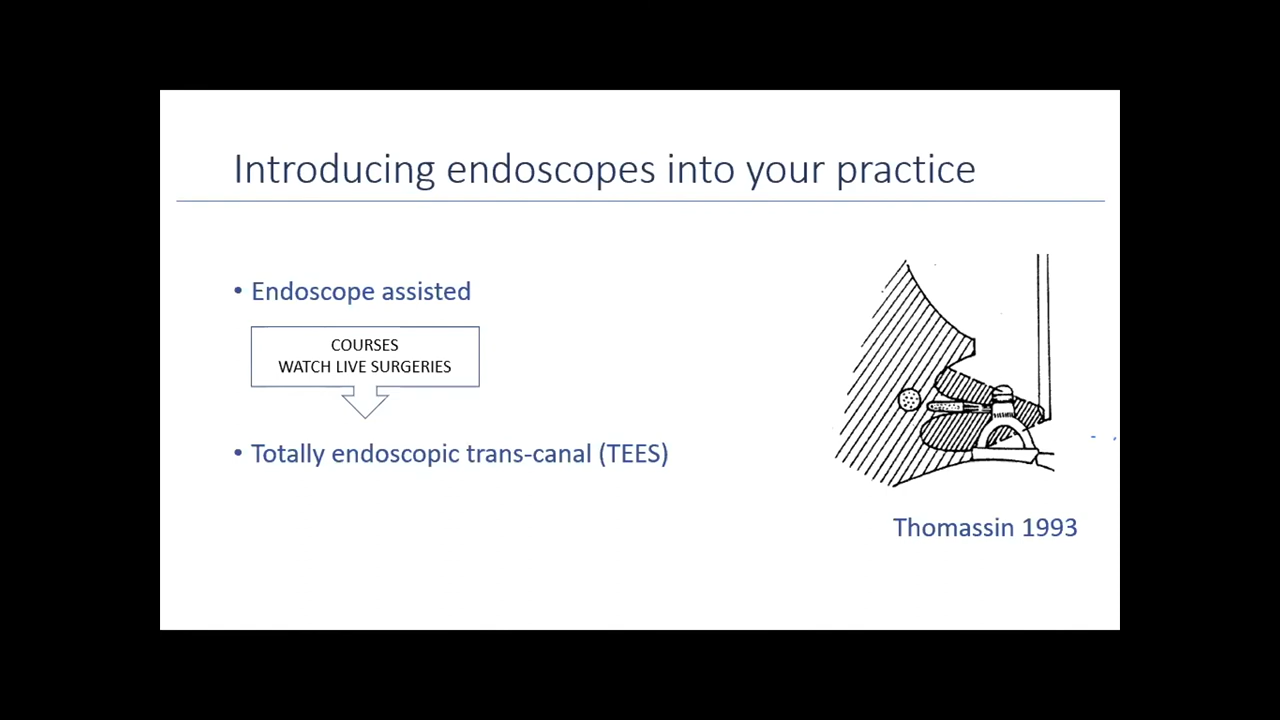 Introducing endoscopes into your practice
• Endoscope assisted
COURSES
WATCH LIVE SURGERIES
• Totally endoscopic trans-canal (TEES)
Thomassin 1993